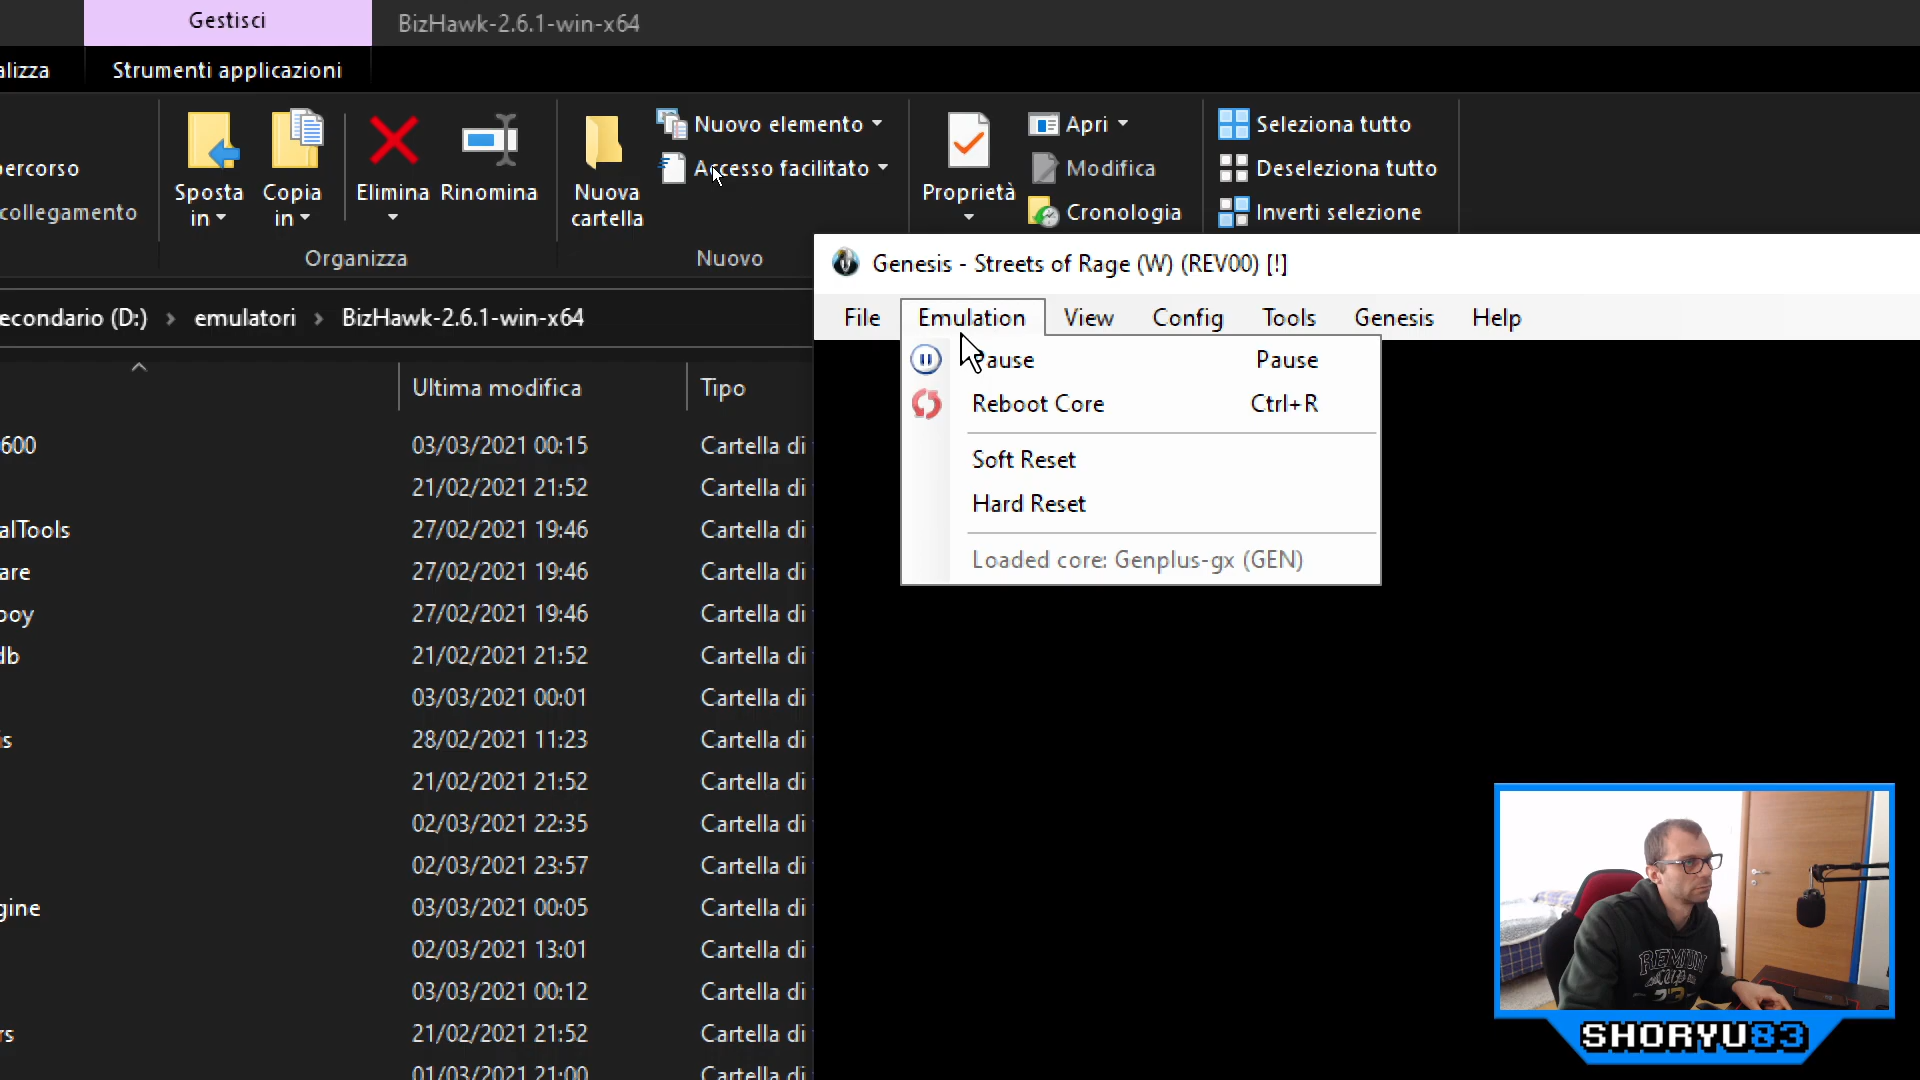 Gestisci
BizHawk-2.6.1-win-x64
alizza
Strumenti applicazioni
percorso
collegamento
Sposta in
Copia in
Elimina
Rinomina
Organizza
Nuova cartella
Nuovo elemento
Accesso facilitato
Nuovo
Proprietà
Apri
Modifica
Cronologia
Seleziona tutto
Deseleziona tutto
Inverti selezione
econdario (D:) > emulatori > BizHawk-2.6.1-win-x64
Ultima modifica Tipo
600 03/03/2021 00:15 Cartella di
21/02/2021 21:52 Cartella di
alTools 27/02/2021 19:46 Cartella di
are 27/02/2021 19:46 Cartella di
boy 27/02/2021 19:46 Cartella di
db 21/02/2021 21:52 Cartella di
03/03/2021 00:01 Cartella di
is 28/02/2021 11:23 Cartella di
21/02/2021 21:52 Cartella di
02/03/2021 22:35 Cartella di
02/03/2021 23:57 Cartella di
gine 03/03/2021 00:05 Cartella di
02/03/2021 13:01 Cartella di
03/03/2021 00:12 Cartella di
rs 21/02/2021 21:52 Cartella di
01/03/2021 21:00 Cartella di
Genesis - Streets of Rage (W) (REV00) [!]
File Emulation View Config Tools Genesis Help
Pause Pause
Reboot Core Ctrl+R
Soft Reset
Hard Reset
Loaded core: Genplus-gx (GEN)
SHORYU83